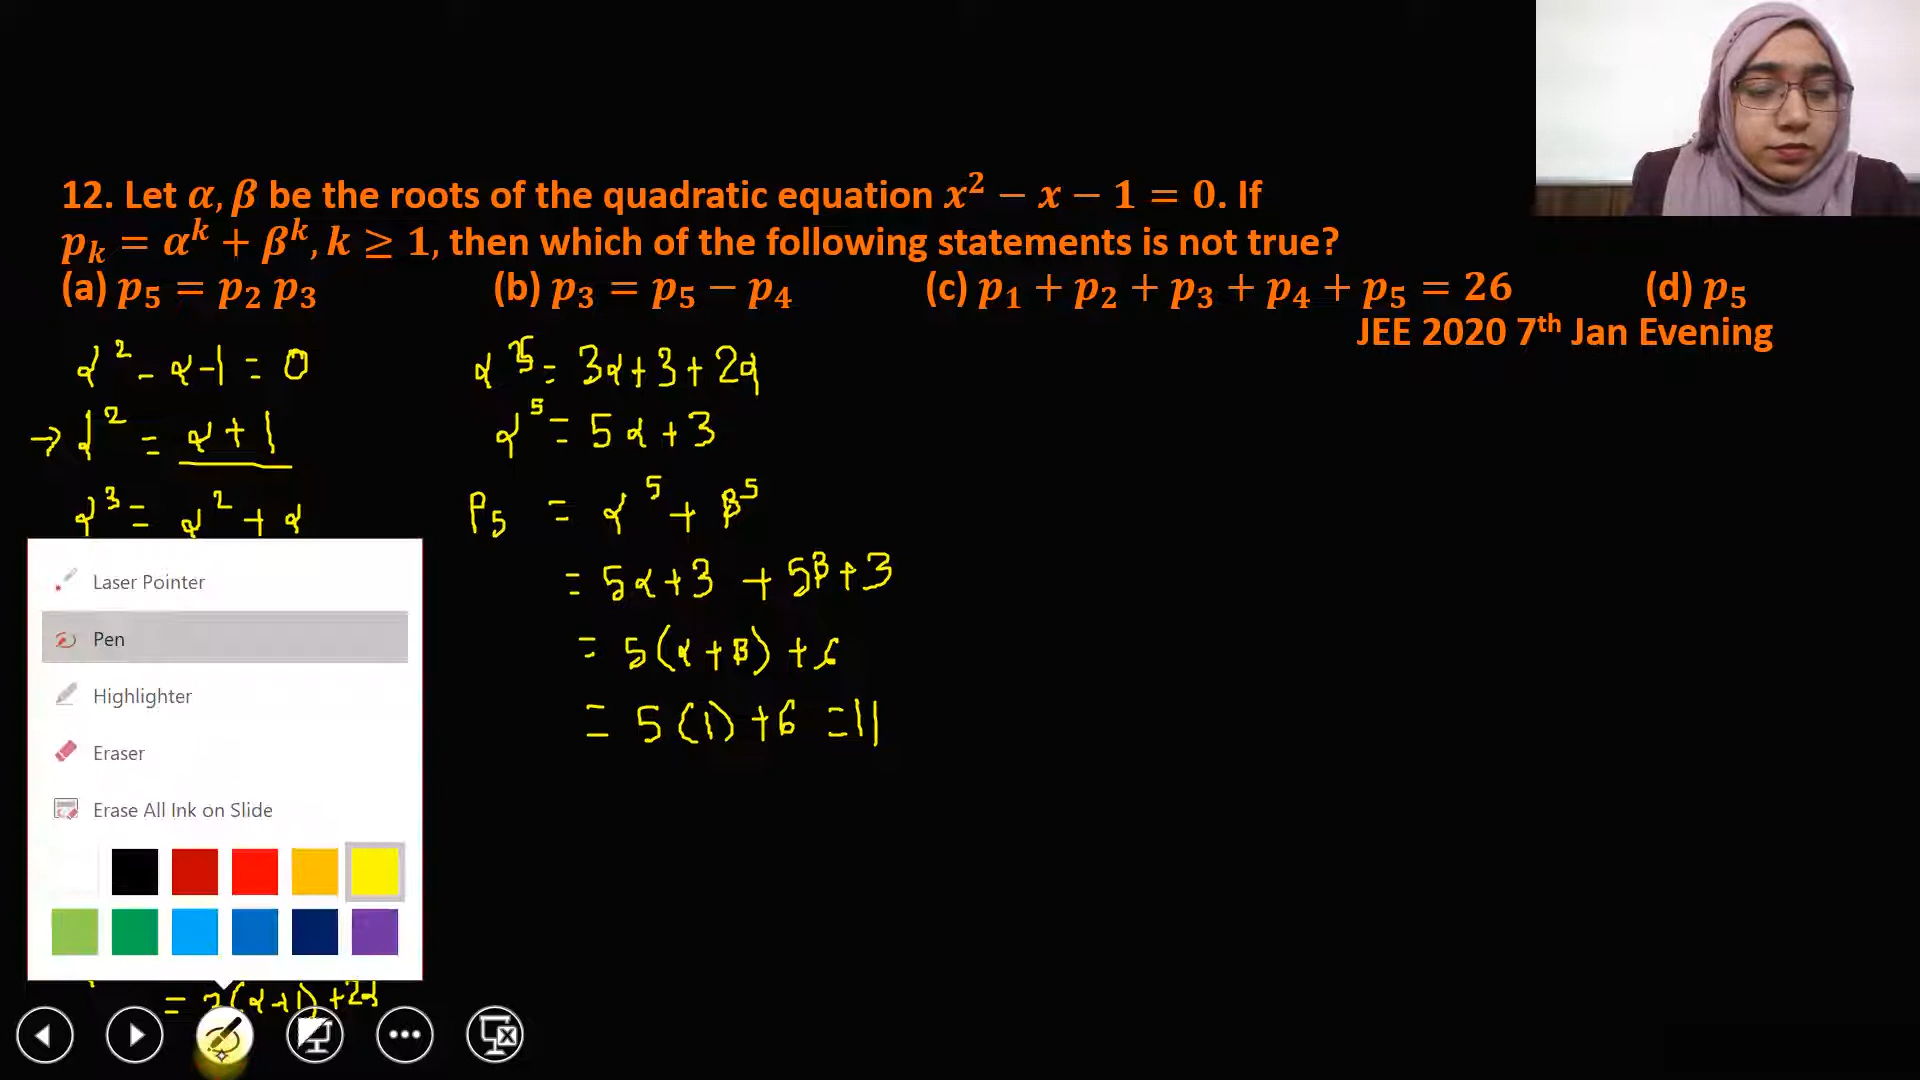 12. Let α, β be the roots of the quadratic equation x² − x − 1 = 0. If
pₖ = αᵏ + βᵏ, k ≥ 1, then which of the following statements is not true?
(a) p₅ = p₂ p₃ (b) p₃ = p₅ − p₄ (c) p₁ + p₂ + p₃ + p₄ + p₅ = 26 (d) p₅
JEE 2020 7th Jan Evening
α² − α − 1 = 0
→ α² = α + 1
α³ = α² + α
= 3(α+1) + 2α
α⁵ = 3α + 3 + 2α
α⁵ = 5α + 3
P₅ = α⁵ + β⁵
= 5α + 3 + 5β + 3
= 5(α + β) + 6
= 5(1) + 6 = 11
Laser Pointer
Pen
Highlighter
Eraser
Erase All Ink on Slide